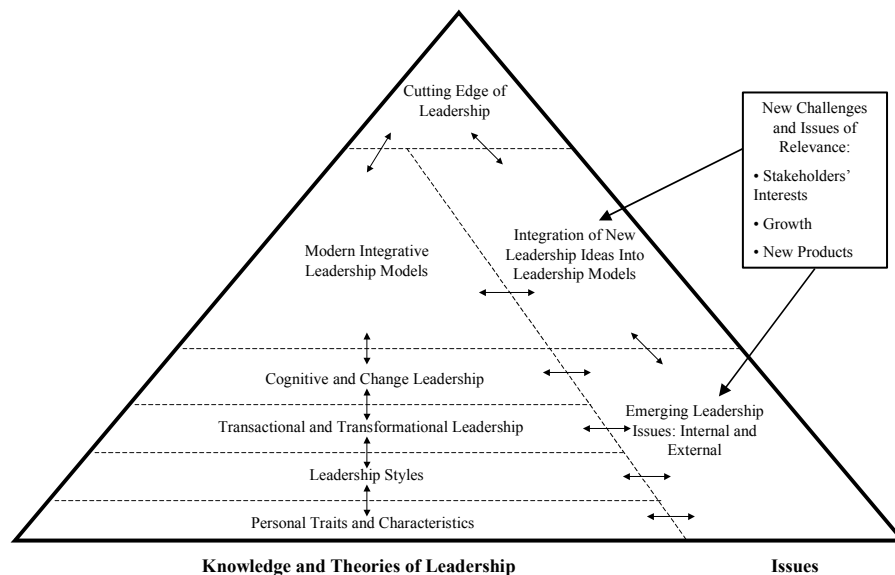 Cutting Edge of
Leadership
New Challenges
and Issues of
Relevance:
• Stakeholders’
Interests
• Growth
• New Products
Modern Integrative
Leadership Models
Integration of New
Leadership Ideas Into
Leadership Models
Cognitive and Change Leadership
Transactional and Transformational Leadership
Leadership Styles
Personal Traits and Characteristics
Emerging Leadership
Issues: Internal and
External
Knowledge and Theories of Leadership
Issues